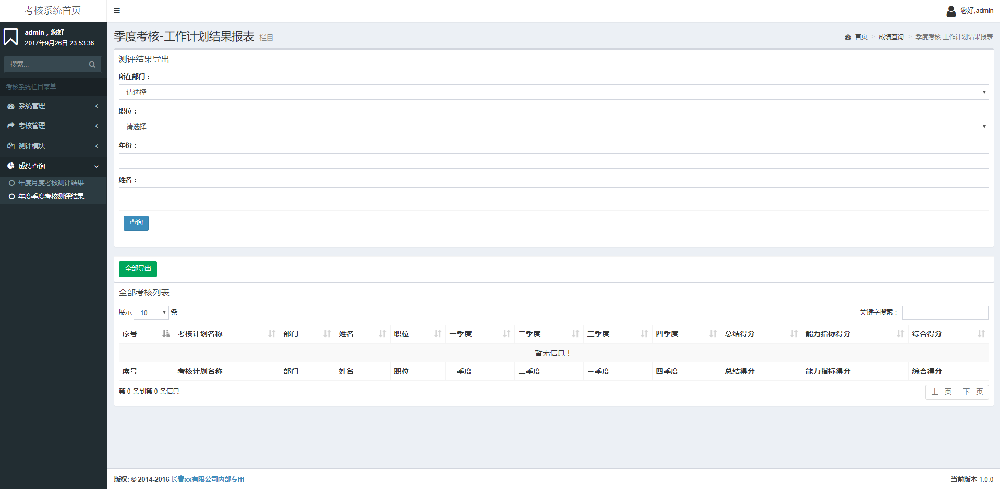 考核系统首页
您好,admin
admin，您好
2017年9月26日 23:53:36
搜索...
考核系统栏目菜单
系统管理
考核管理
测评模块
成绩查询
年度月度考核测评结果
年度季度考核测评结果
季度考核-工作计划结果报表 栏目
首页 > 成绩查询 > 季度考核-工作计划结果报表
测评结果导出
所在部门：
请选择
职位：
请选择
年份：
姓名：
查询
全部导出
全部考核列表
展示 10 条
关键字搜索：
序号 考核计划名称 部门 姓名 职位 一季度 二季度 三季度 四季度 总结得分 能力指标得分 综合得分
暂无信息！
序号 考核计划名称 部门 姓名 职位 一季度 二季度 三季度 四季度 总结得分 能力指标得分 综合得分
第 0 条到第 0 条信息
上一页 下一页
版权: © 2014-2016 长春xx有限公司内部专用
当前版本 1.0.0